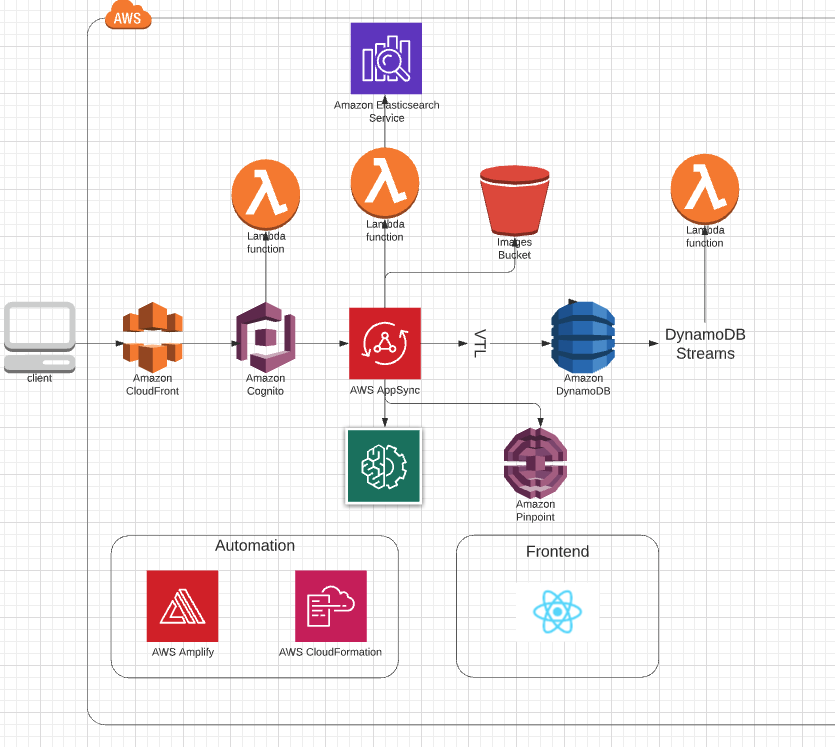 AWS
Amazon Elasticsearch
Service
Lambda
function
Lambda
function
Images
Bucket
Lambda
function
client
Amazon
CloudFront
Amazon
Cognito
AWS AppSync
VTL
Amazon
DynamoDB
DynamoDB
Streams
Amazon
Pinpoint
Automation
AWS Amplify
AWS CloudFormation
Frontend